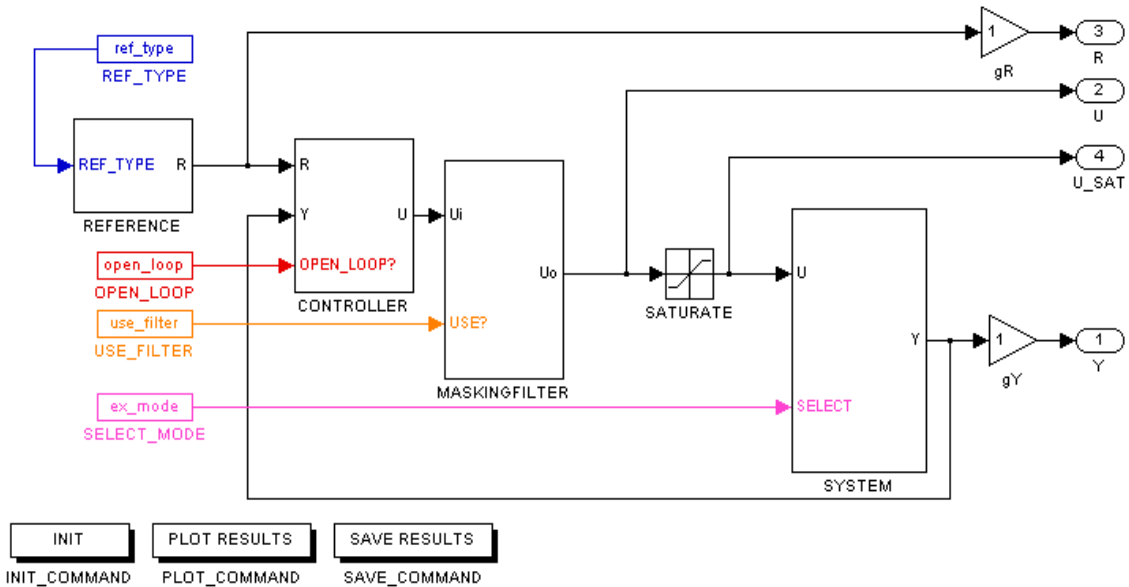 ref_type
REF_TYPE
1
gR
3
R
2
U
REF_TYPE
R
REFERENCE
R
Y
U
OPEN_LOOP?
CONTROLLER
Ui
Uo
USE?
MASKINGFILTER
4
U_SAT
SATURATE
U
Y
SELECT
SYSTEM
open_loop
OPEN_LOOP
use_filter
USE_FILTER
1
gY
1
Y
ex_mode
SELECT_MODE
INIT
INIT_COMMAND
PLOT RESULTS
PLOT_COMMAND
SAVE RESULTS
SAVE_COMMAND